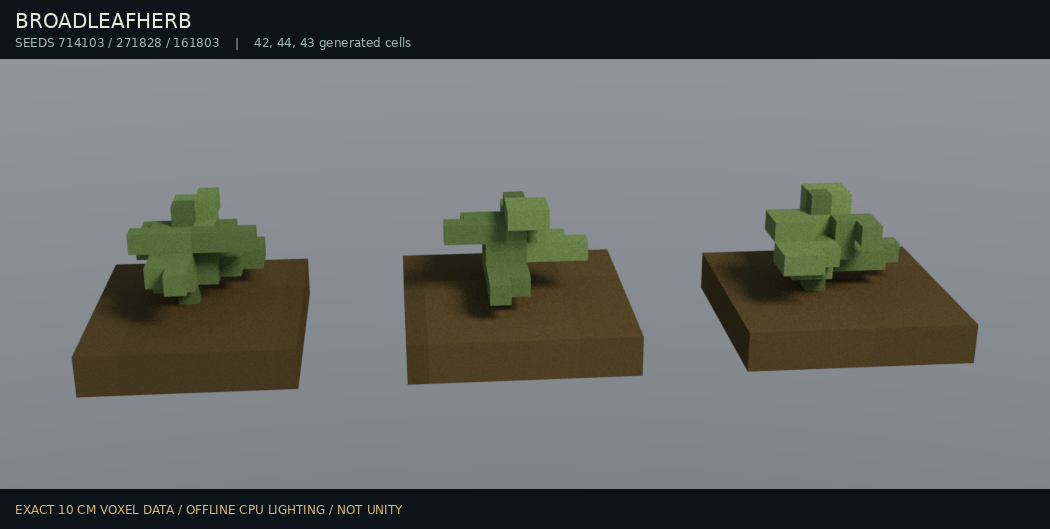 BROADLEAFHERB
SEEDS 714103 / 271828 / 161803 | 42, 44, 43 generated cells
EXACT 10 CM VOXEL DATA / OFFLINE CPU LIGHTING / NOT UNITY